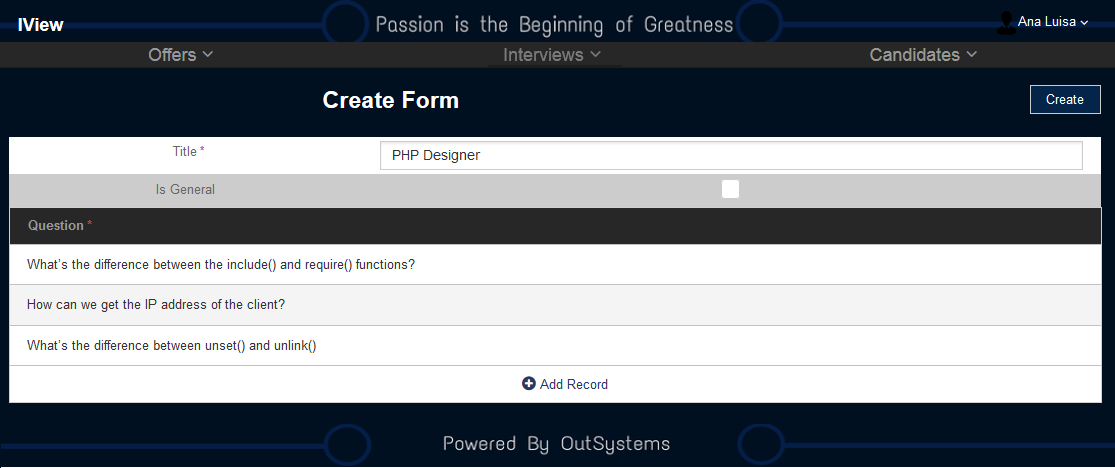 IView
Passion is the Beginning of Greatness
Ana Luisa
Offers
Interviews
Candidates
Create Form
Create
Title *
PHP Designer
Is General
Question *
What's the difference between the include() and require() functions?
How can we get the IP address of the client?
What's the difference between unset() and unlink()
Add Record
Powered By OutSystems